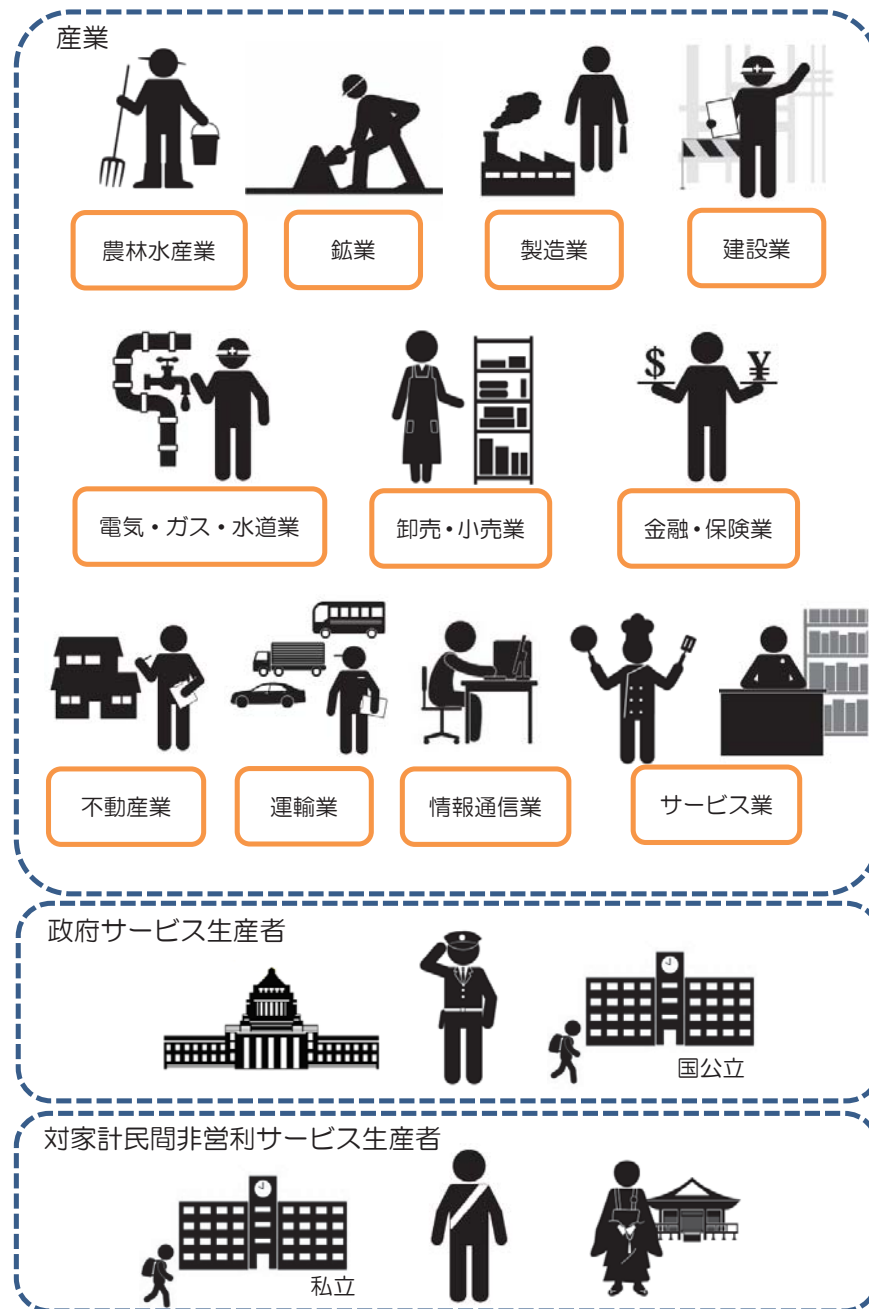 産業
農林水産業
鉱業
製造業
建設業
$ ¥
電気・ガス・水道業
卸売・小売業
金融・保険業
不動産業
運輸業
情報通信業
サービス業
政府サービス生産者
国公立
対家計民間非営利サービス生産者
私立